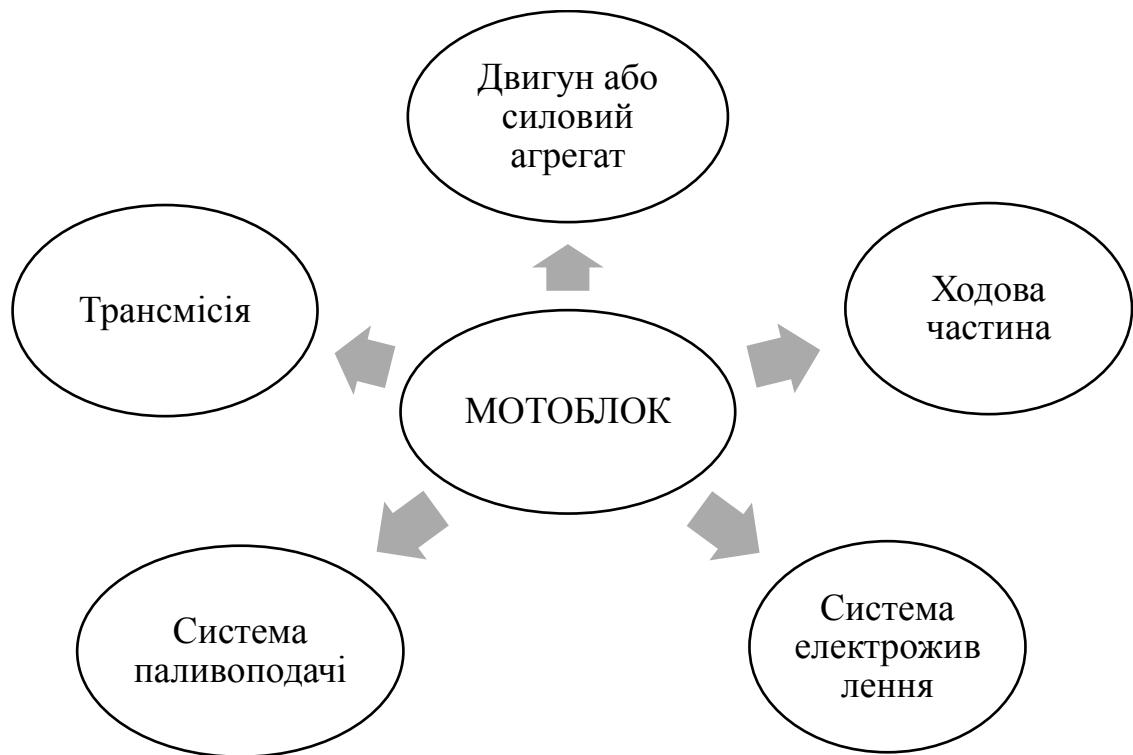 Двигун або
силовий
агрегат
Трансмісія
Ходова
частина
МОТОБЛОК
Система
паливоподачі
Система
електрожив
лення